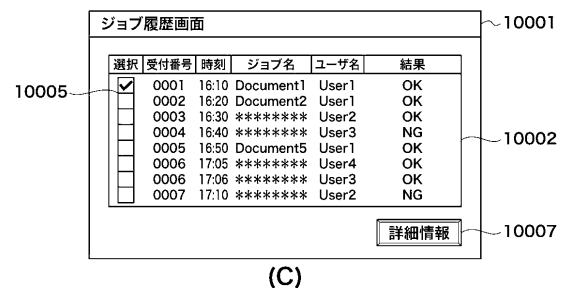 ジョブ履歴画面
10001
選択 受付番号 時刻 ジョブ名 ユーザ名 結果
10005
0001 16:10 Document1 User1 OK
0002 16:20 Document2 User1 OK
0003 16:30 ******** User2 OK
0004 16:40 ******** User3 NG
10002
0005 16:50 Document5 User1 OK
0006 17:05 ******** User4 OK
0006 17:06 ******** User3 OK
0007 17:10 ******** User2 NG
詳細情報
10007
(C)